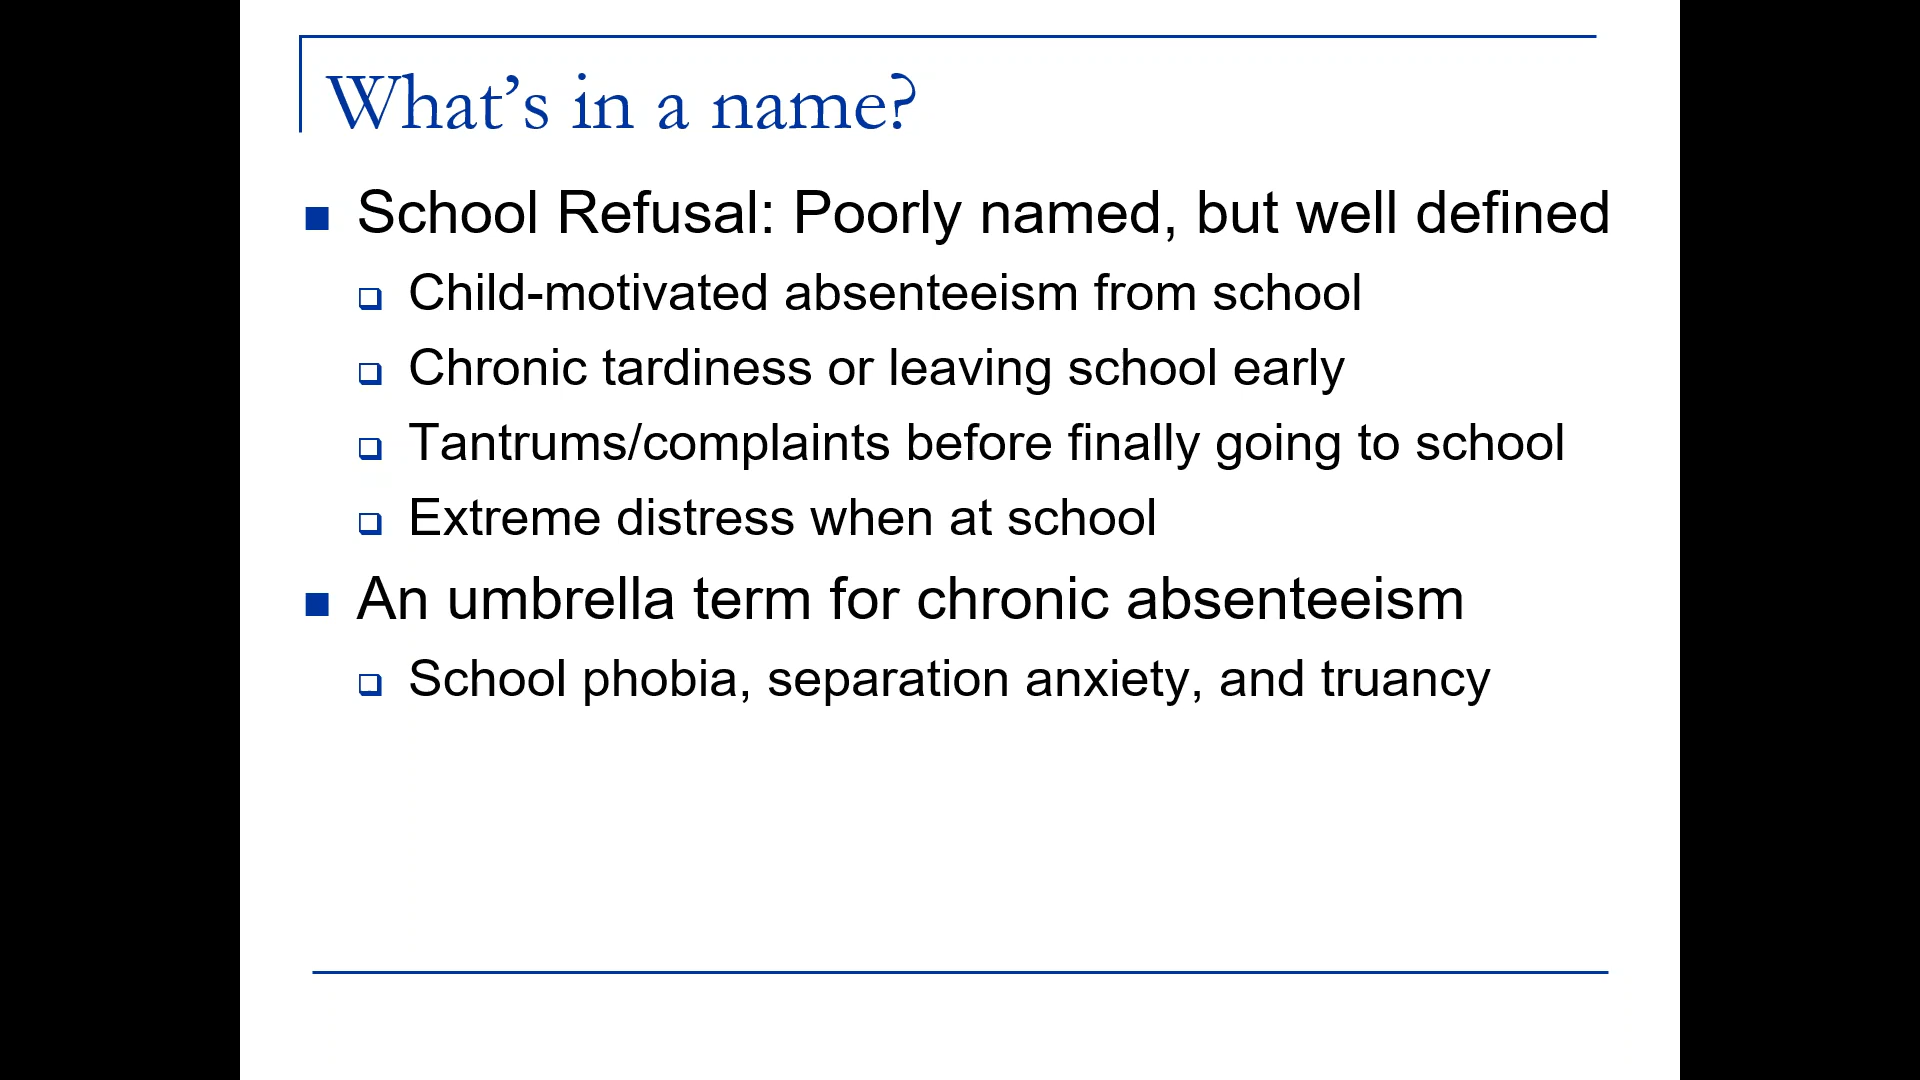 What’s in a name?
School Refusal: Poorly named, but well defined
Child-motivated absenteeism from school
Chronic tardiness or leaving school early
Tantrums/complaints before finally going to school
Extreme distress when at school
An umbrella term for chronic absenteeism
School phobia, separation anxiety, and truancy